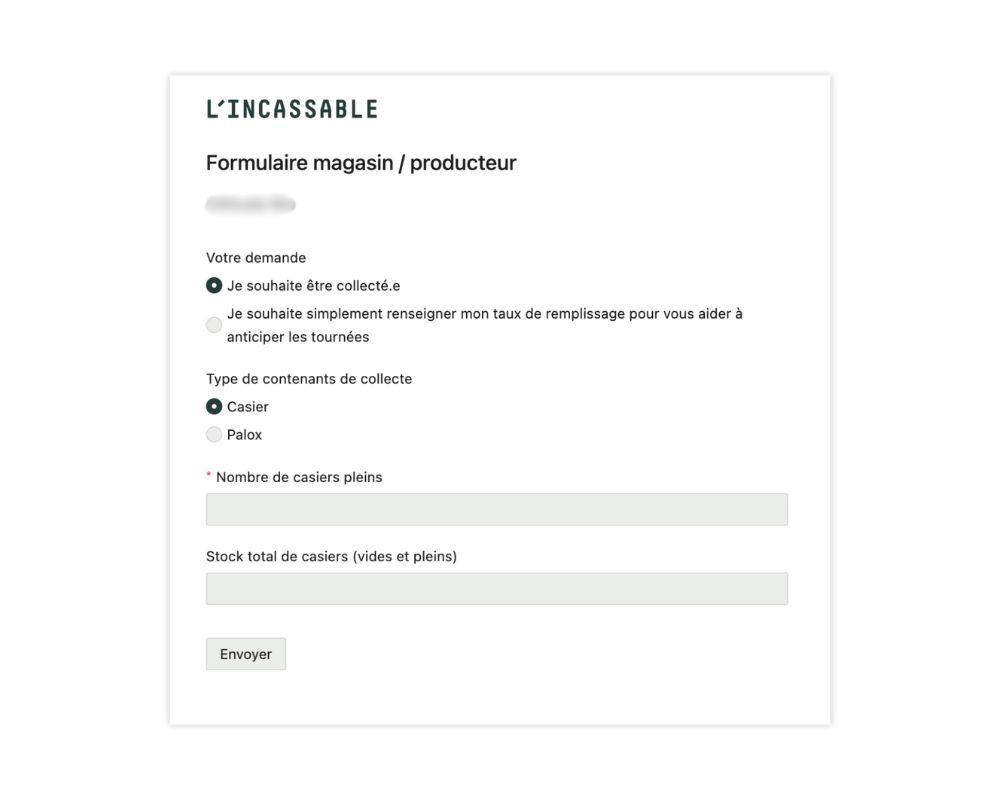 L'INCASSABLE
Formulaire magasin / producteur
Votre demande
Je souhaite être collecté.e
Je souhaite simplement renseigner mon taux de remplissage pour vous aider à
anticiper les tournées
Type de contenants de collecte
Casier
Palox
* Nombre de casiers pleins
Stock total de casiers (vides et pleins)
Envoyer